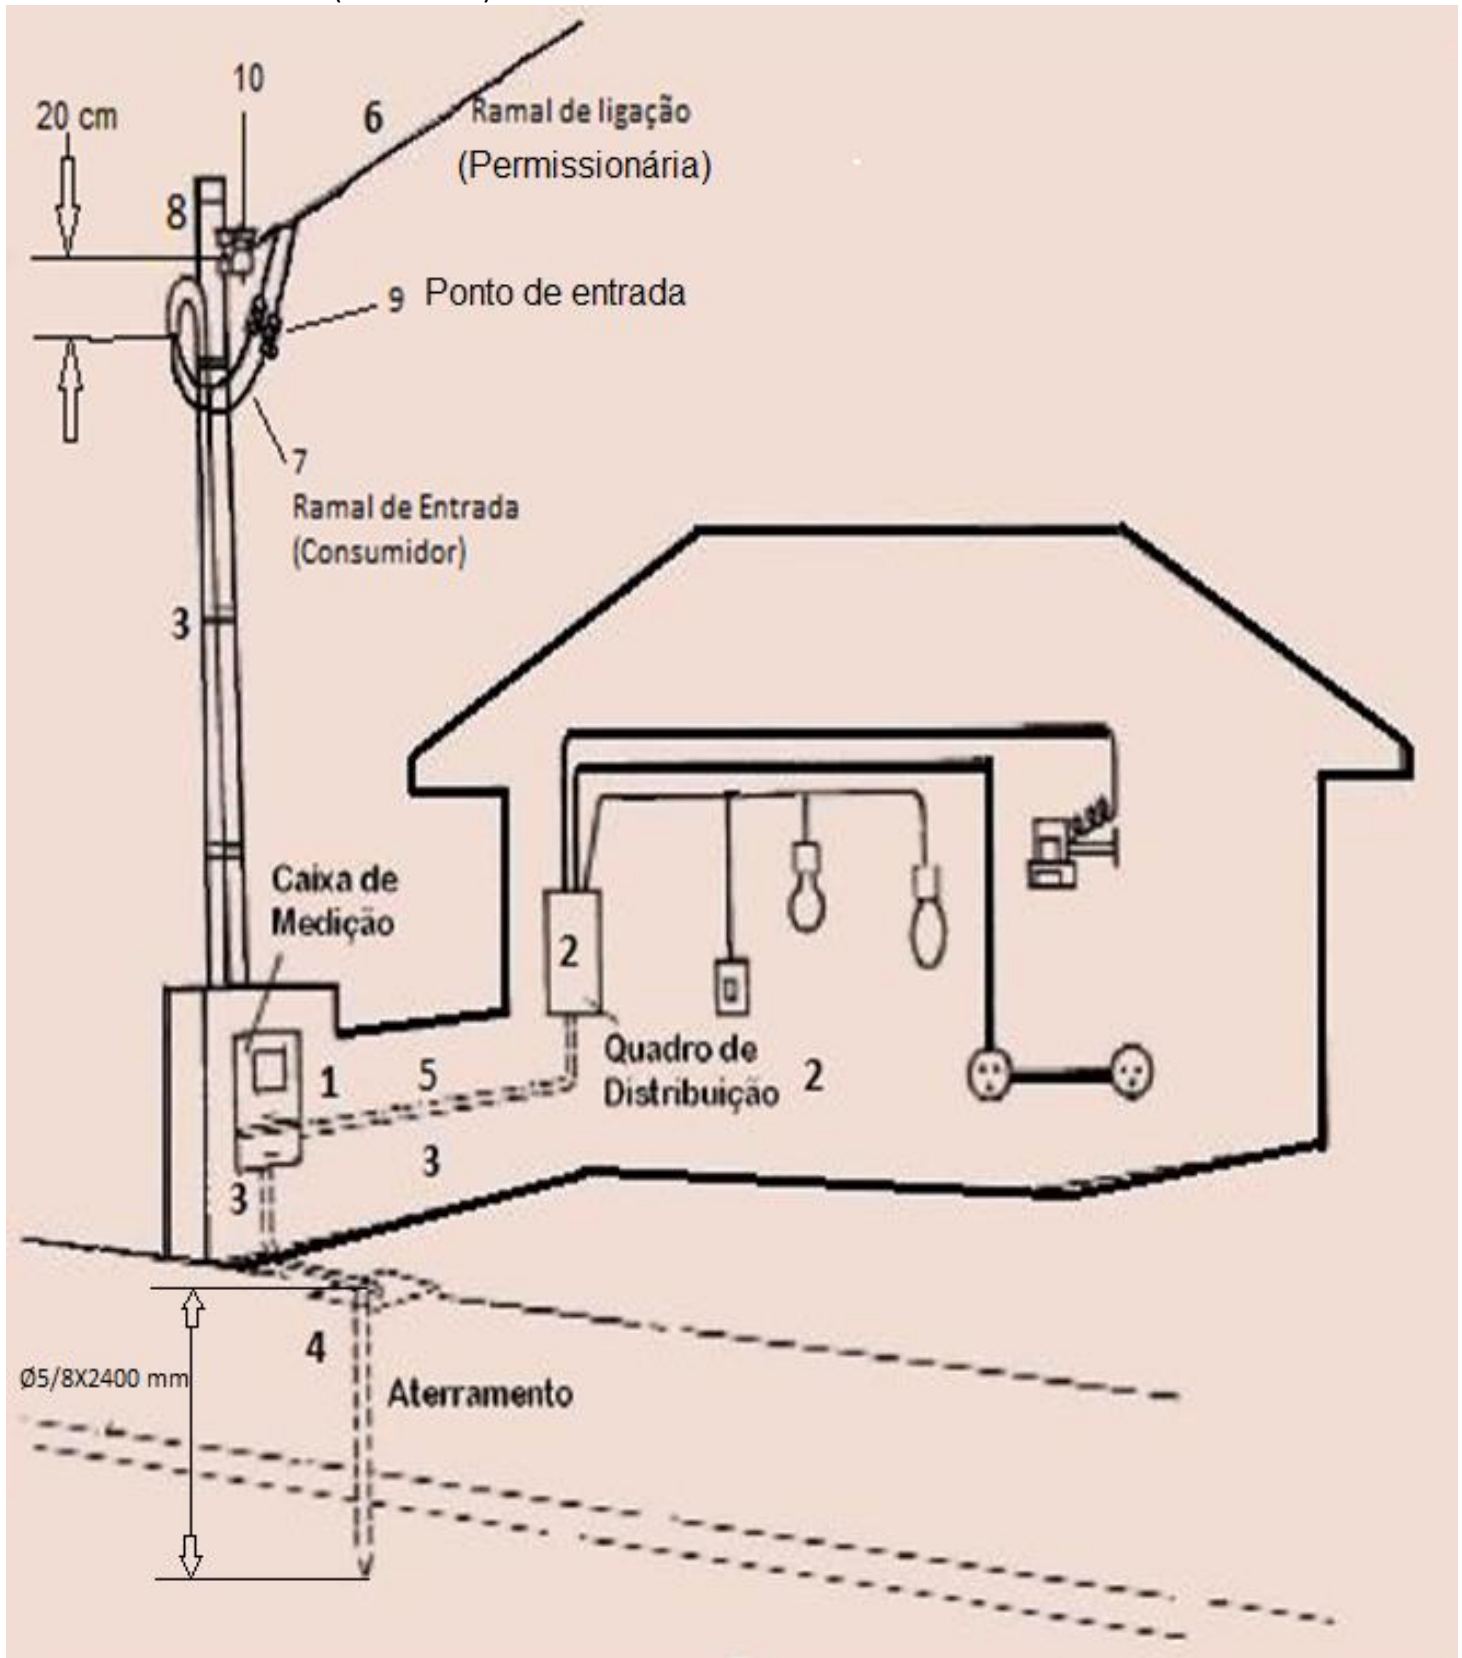 10
20 cm
6
Ramal de ligação
(Permissionária)
8
9 Ponto de entrada
7
Ramal de Entrada
(Consumidor)
3
Caixa de
Medição
2
1
5
Quadro de
Distribuição
2
3
3
4
Ø5/8X2400 mm
Aterramento